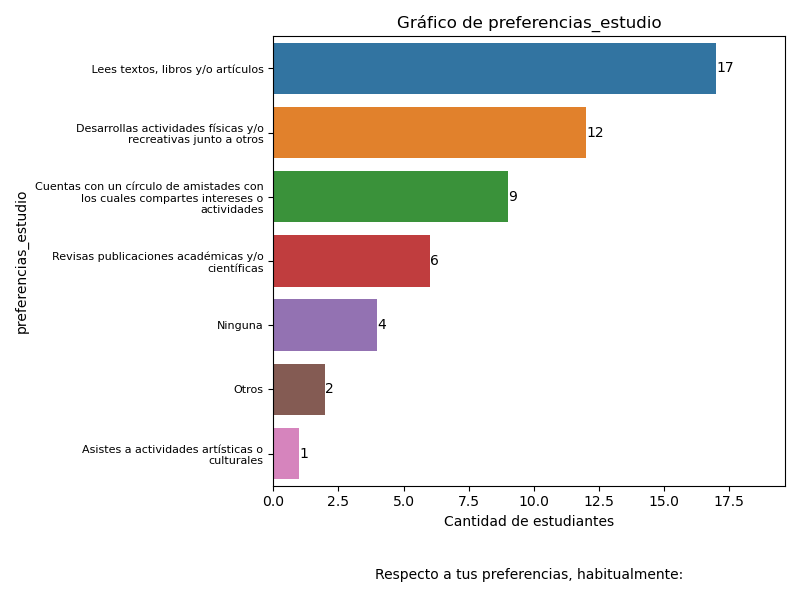 Gráfico de preferencias_estudio
preferencias_estudio
Lees textos, libros y/o artículos
17
Desarrollas actividades físicas y/o
recreativas junto a otros
12
Cuentas con un círculo de amistades con
los cuales compartes intereses o
actividades
9
Revisas publicaciones académicas y/o
científicas
6
Ninguna
4
Otros
2
Asistes a actividades artísticas o
culturales
1
0.0 2.5 5.0 7.5 10.0 12.5 15.0 17.5
Cantidad de estudiantes
Respecto a tus preferencias, habitualmente: